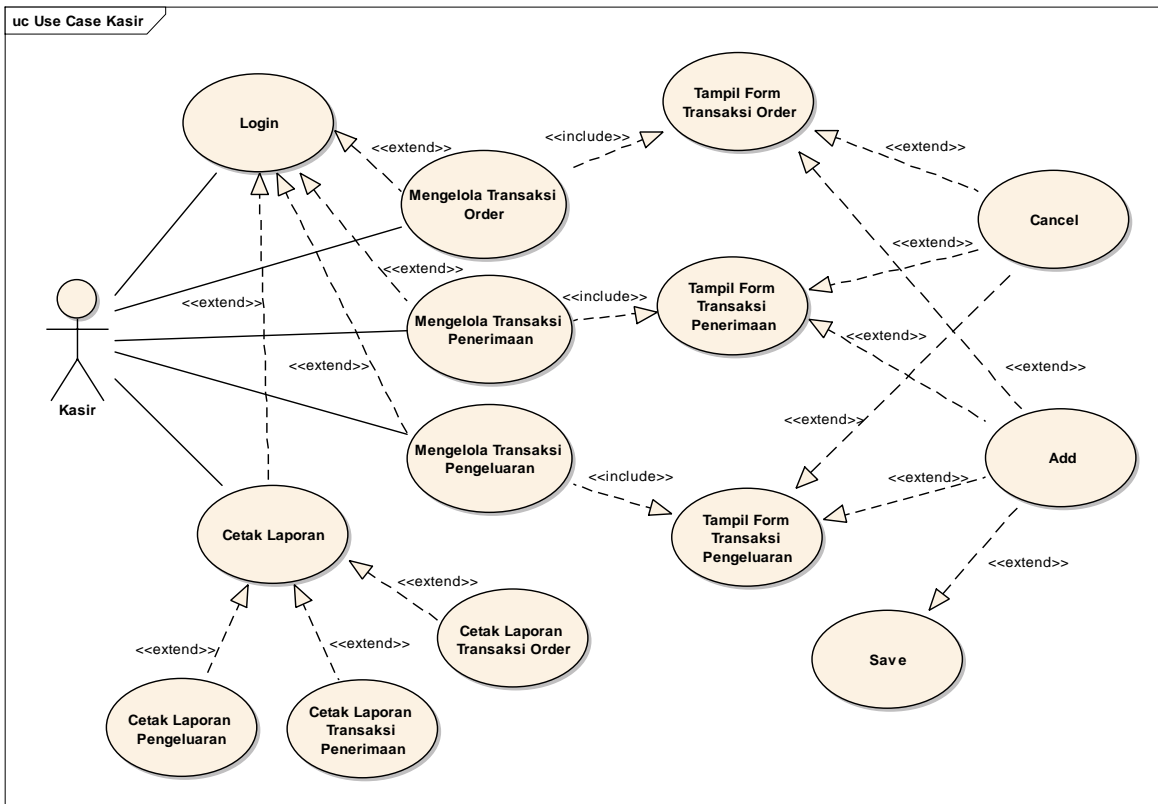 uc Use Case Kasir
Login
Tampil Form
Transaksi Order
<<include>>
<<extend>>
<<extend>>
Mengelola Transaksi
Order
Cancel
<<extend>>
<<extend>>
<<include>>
Tampil Form
Transaksi
Penerimaan
<<extend>>
Mengelola Transaksi
Penerimaan
<<extend>>
<<extend>>
<<extend>>
Kasir
<<extend>>
Mengelola Transaksi
Pengeluaran
Add
<<include>>
<<extend>>
Tampil Form
Transaksi
Pengeluaran
Cetak Laporan
<<extend>>
<<extend>>
Cetak Laporan
Transaksi Order
<<extend>>
<<extend>>
Save
Cetak Laporan
Pengeluaran
Cetak Laporan
Transaksi
Penerimaan